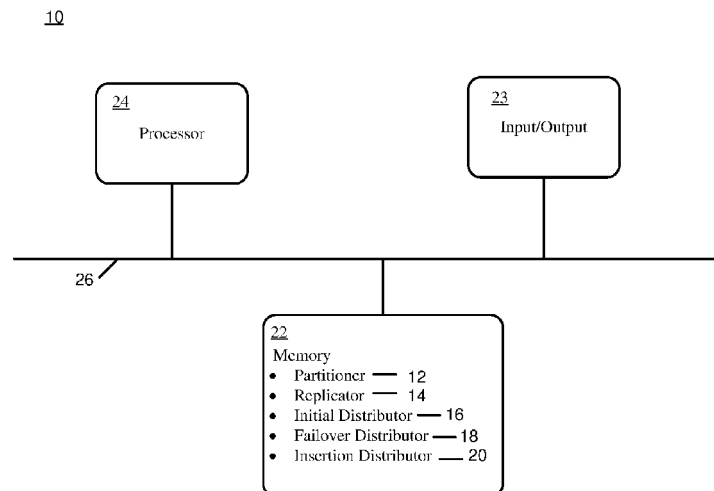 10
24
Processor
23
Input/Output
26
22
Memory
• Partitioner — 12
• Replicator — 14
• Initial Distributor — 16
• Failover Distributor — 18
• Insertion Distributor — 20